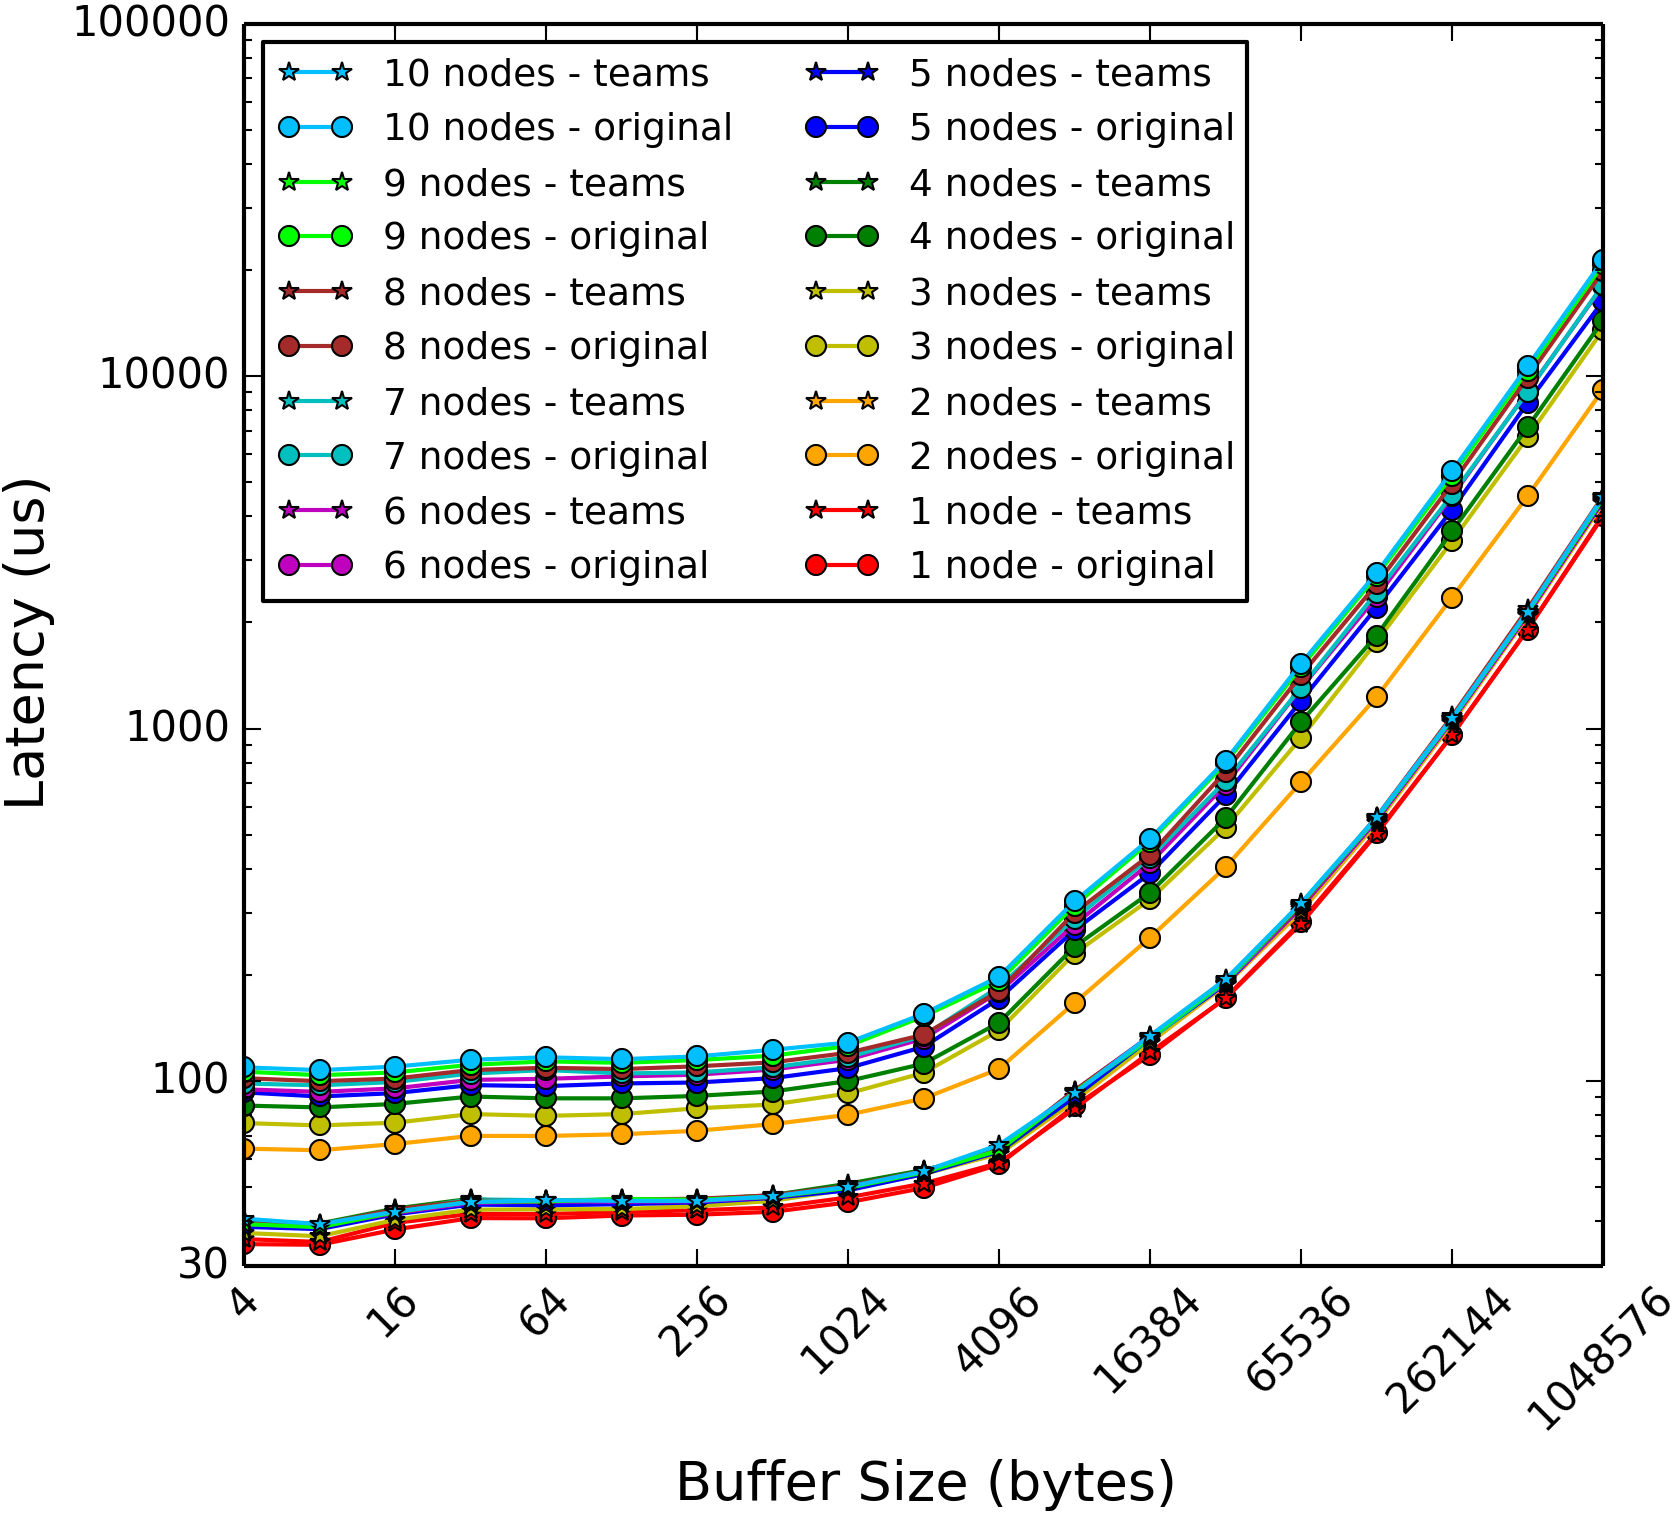 100000
10000
1000
100
30
Latency (us)
10 nodes - teams
10 nodes - original
9 nodes - teams
9 nodes - original
8 nodes - teams
8 nodes - original
7 nodes - teams
7 nodes - original
6 nodes - teams
6 nodes - original
5 nodes - teams
5 nodes - original
4 nodes - teams
4 nodes - original
3 nodes - teams
3 nodes - original
2 nodes - teams
2 nodes - original
1 node - teams
1 node - original
4
16
64
256
1024
4096
16384
65536
262144
1048576
Buffer Size (bytes)